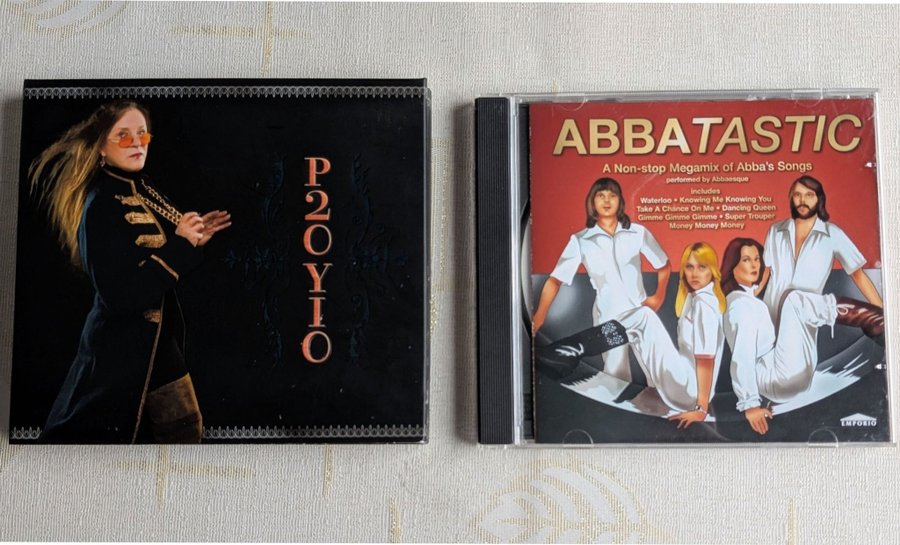 P
2
O
Y
I
O
ABBATASTIC
A Non-stop Megamix of Abba's Songs
performed by Abbaesque
includes
Waterloo • Knowing Me Knowing You
Take A Chance On Me • Dancing Queen
Gimme Gimme Gimme • Super Trouper
Money Money Money
EMPORIO